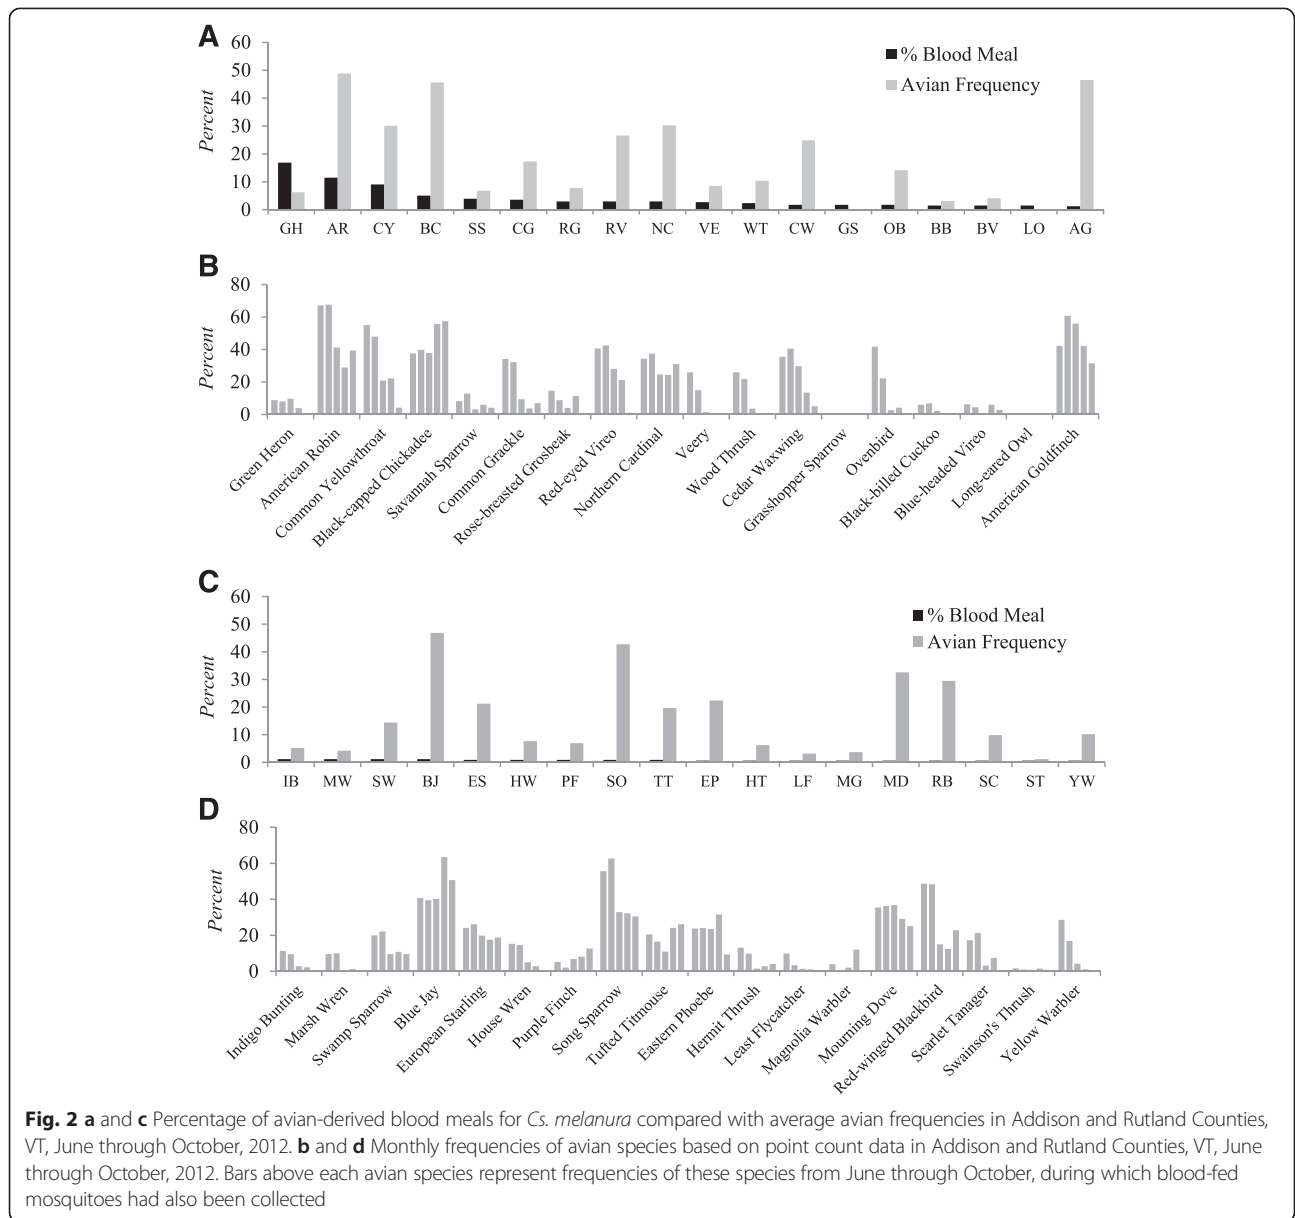 A
60
50
40
30
20
10
0
Percent
% Blood Meal
Avian Frequency
GH AR CY BC SS CG RG RV NC VE WT CW GS OB BB BV LO AG
B
80
60
40
20
0
Percent
Green Heron
American Robin
Common Yellowthroat
Black-capped Chickadee
Savannah Sparrow
Common Grackle
Rose-breasted Grosbeak
Red-eyed Vireo
Northern Cardinal
Veery
Wood Thrush
Cedar Waxwing
Grasshopper Sparrow
Ovenbird
Black-billed Cuckoo
Blue-headed Vireo
Long-eared Owl
American Goldfinch
C
60
50
40
30
20
10
0
Percent
% Blood Meal
Avian Frequency
IB MW SW BJ ES HW PF SO TT EP HT LF MG MD RB SC ST YW
D
80
60
40
20
0
Percent
Indigo Bunting
Marsh Wren
Swamp Sparrow
Blue Jay
European Starling
House Wren
Purple Finch
Song Sparrow
Tufted Titmouse
Eastern Phoebe
Hermit Thrush
Least Flycatcher
Magnolia Warbler
Mourning Dove
Red-winged Blackbird
Scarlet Tanager
Swainson's Thrush
Yellow Warbler
Fig. 2 a and c Percentage of avian-derived blood meals for Cs. melanura compared with average avian frequencies in Addison and Rutland Counties,
VT, June through October, 2012. b and d Monthly frequencies of avian species based on point count data in Addison and Rutland Counties, VT, June
through October, 2012. Bars above each avian species represent frequencies of these species from June through October, during which blood-fed
mosquitoes had also been collected